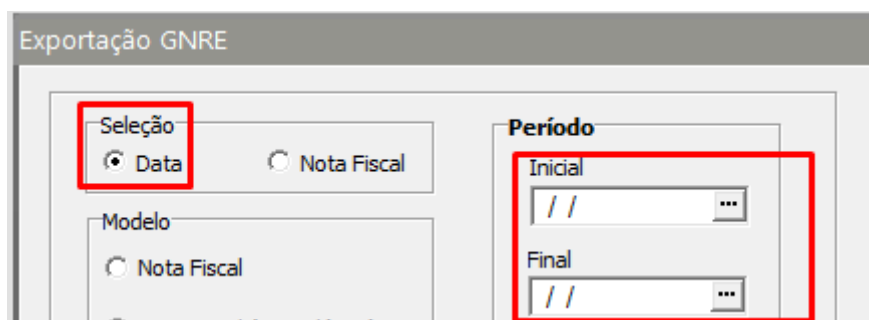 Exportação GNRE
Seleção
Data
Nota Fiscal
Modelo
Nota Fiscal
Período
Inicial
/ /
...
Final
/ /
...